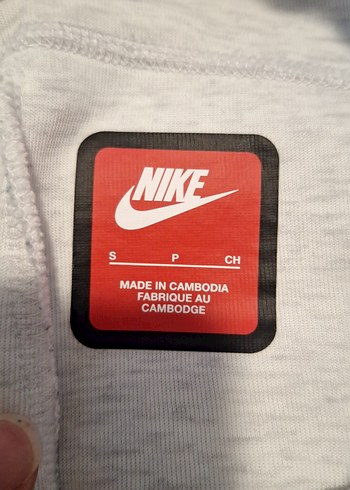 NIKE
S P CH
MADE IN CAMBODIA
FABRIQUE AU
CAMBODGE